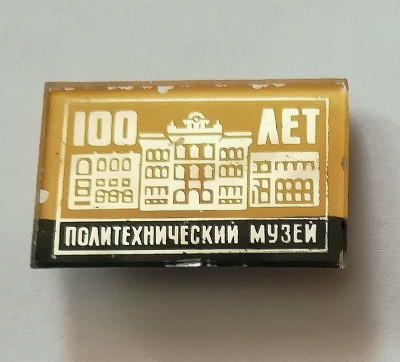 100 ЛЕТ
ПОЛИТЕХНИЧЕСКИЙ МУЗЕЙ